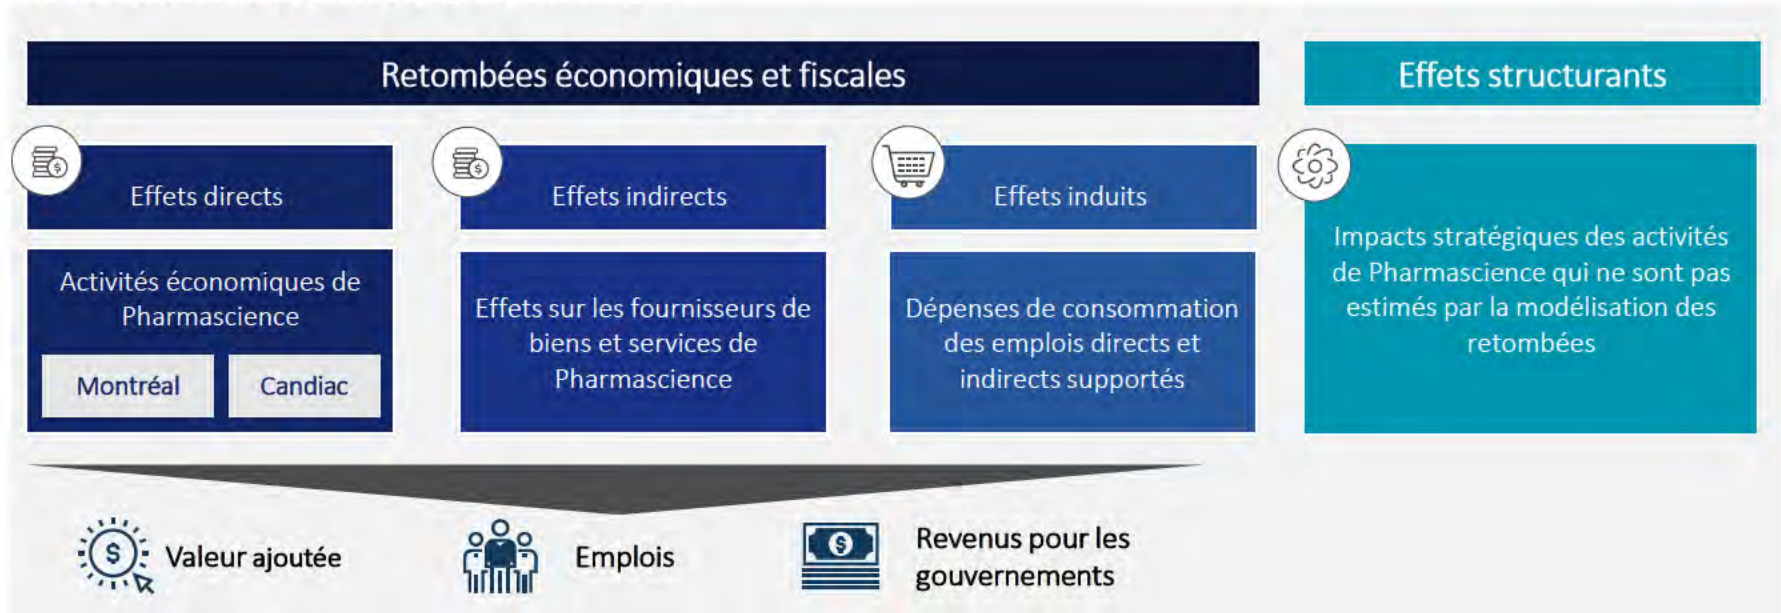 Retombées économiques et fiscales
Effets structurants
Effets directs
Effets indirects
Effets induits
Activités économiques de
Pharmascience
Montréal
Candiac
Effets sur les fournisseurs de
biens et services de
Pharmascience
Dépenses de consommation
des emplois directs et
indirects supportés
Impacts stratégiques des activités
de Pharmascience qui ne sont pas
estimés par la modélisation des
retombées
Valeur ajoutée
Emplois
Revenus pour les
gouvernements